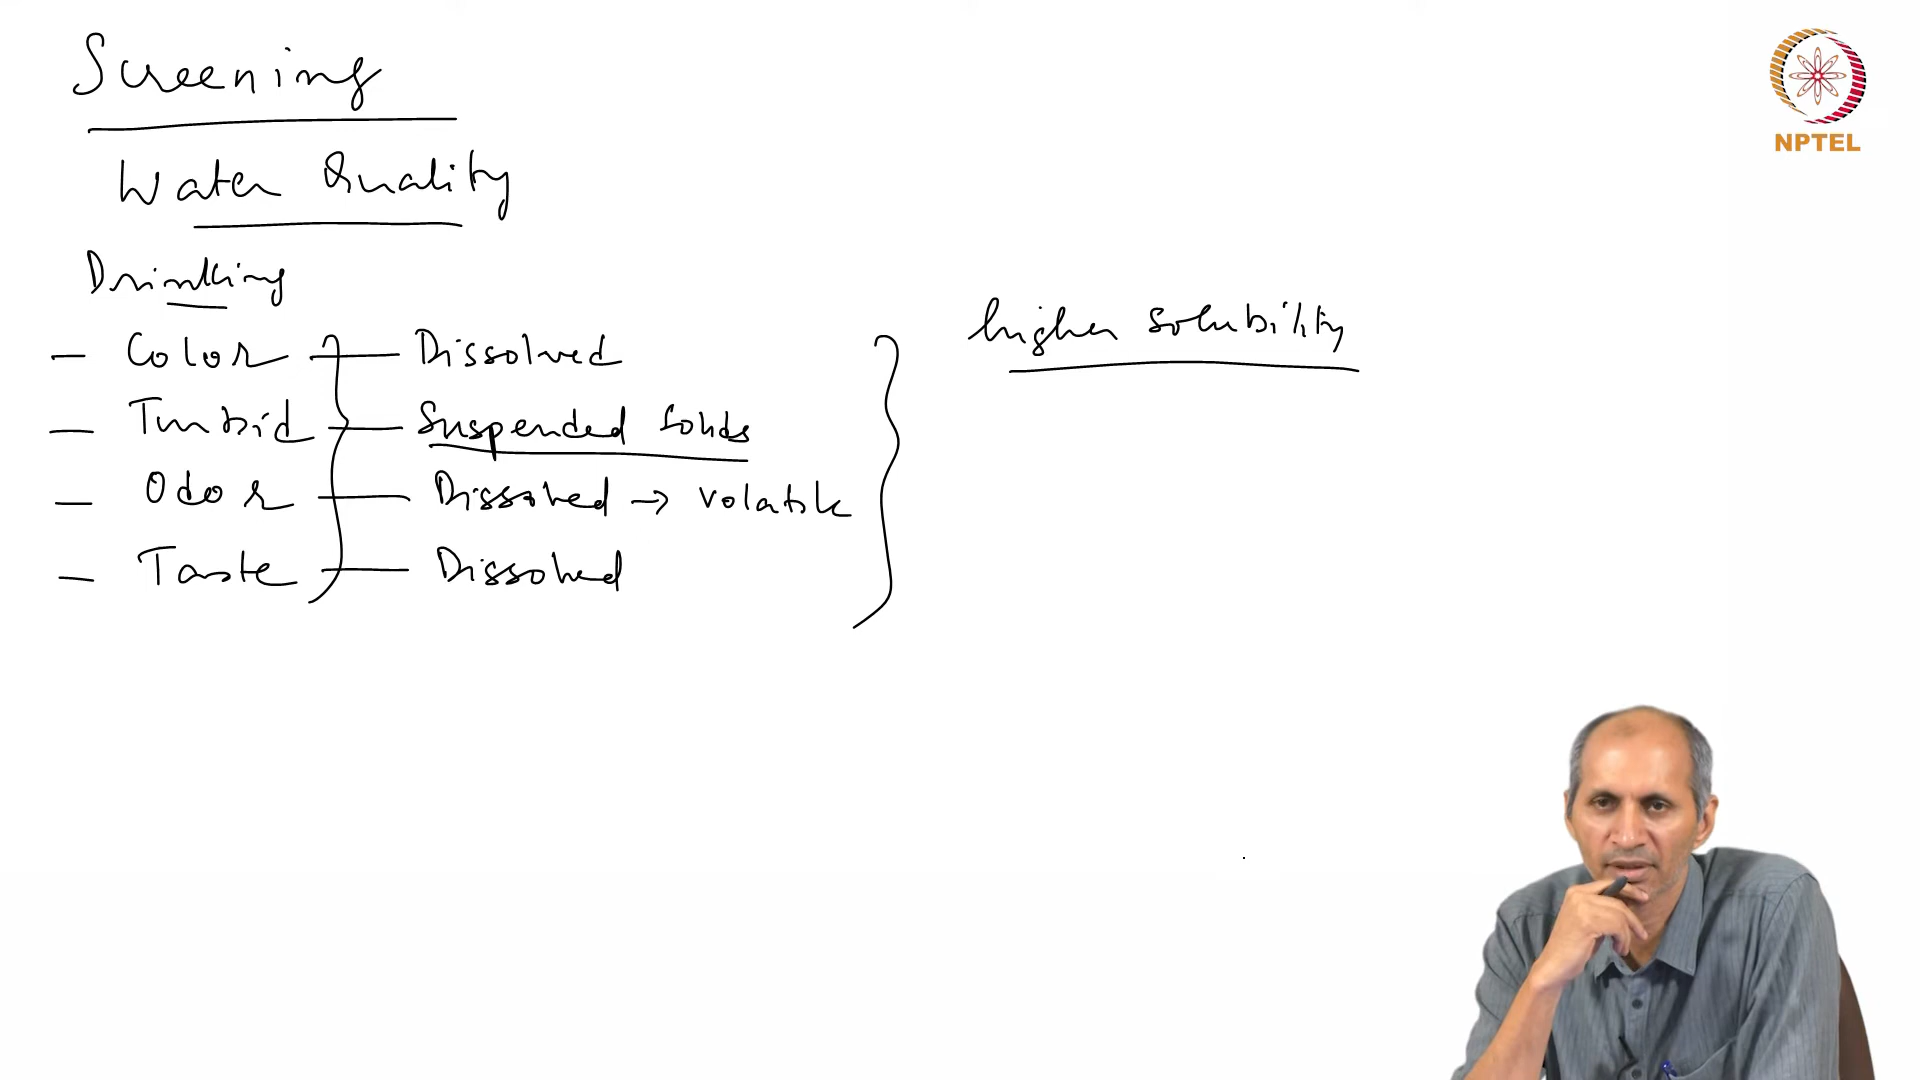 Screening
Water Quality
Drinking
- Color - Dissolved
- Turbid - Suspended Solids
- Odor - Dissolved → Volatile
- Taste - Dissolved
higher solubility
NPTEL